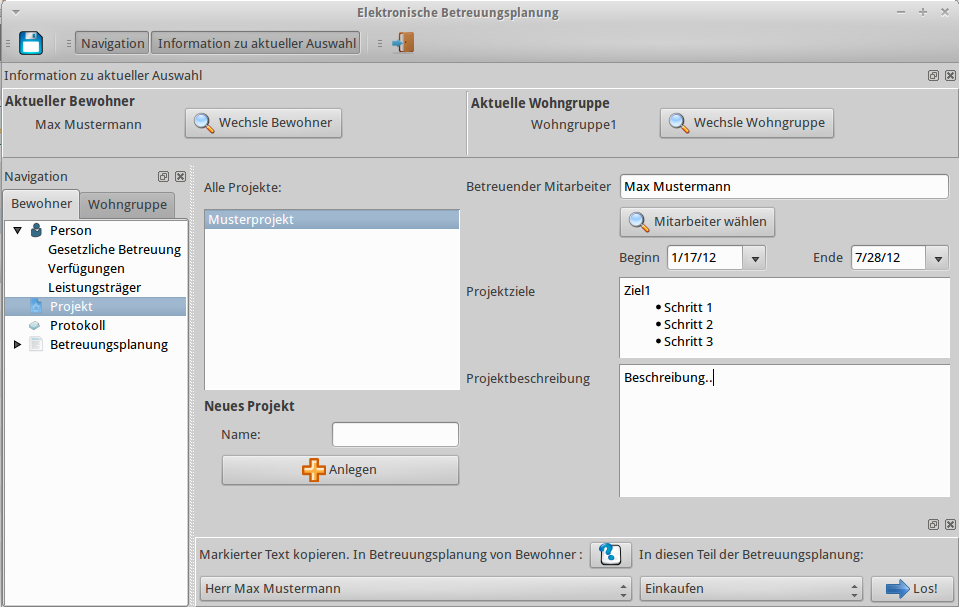 Elektronische Betreuungsplanung
Navigation
Information zu aktueller Auswahl
Information zu aktueller Auswahl
Aktueller Bewohner
Max Mustermann
Wechsle Bewohner
Aktuelle Wohngruppe
Wohngruppe1
Wechsle Wohngruppe
Navigation
Bewohner
Wohngruppe
Person
Gesetzliche Betreuung
Verfügungen
Leistungsträger
Projekt
Protokoll
Betreuungsplanung
Alle Projekte:
Musterprojekt
Neues Projekt
Name:
Anlegen
Betreuender Mitarbeiter
Max Mustermann
Mitarbeiter wählen
Beginn
1/17/12
Ende
7/28/12
Projektziele
Ziel1
• Schritt 1
• Schritt 2
• Schritt 3
Projektbeschreibung
Beschreibung..
Markierter Text kopieren. In Betreuungsplanung von Bewohner :
In diesen Teil der Betreuungsplanung:
Herr Max Mustermann
Einkaufen
Los!